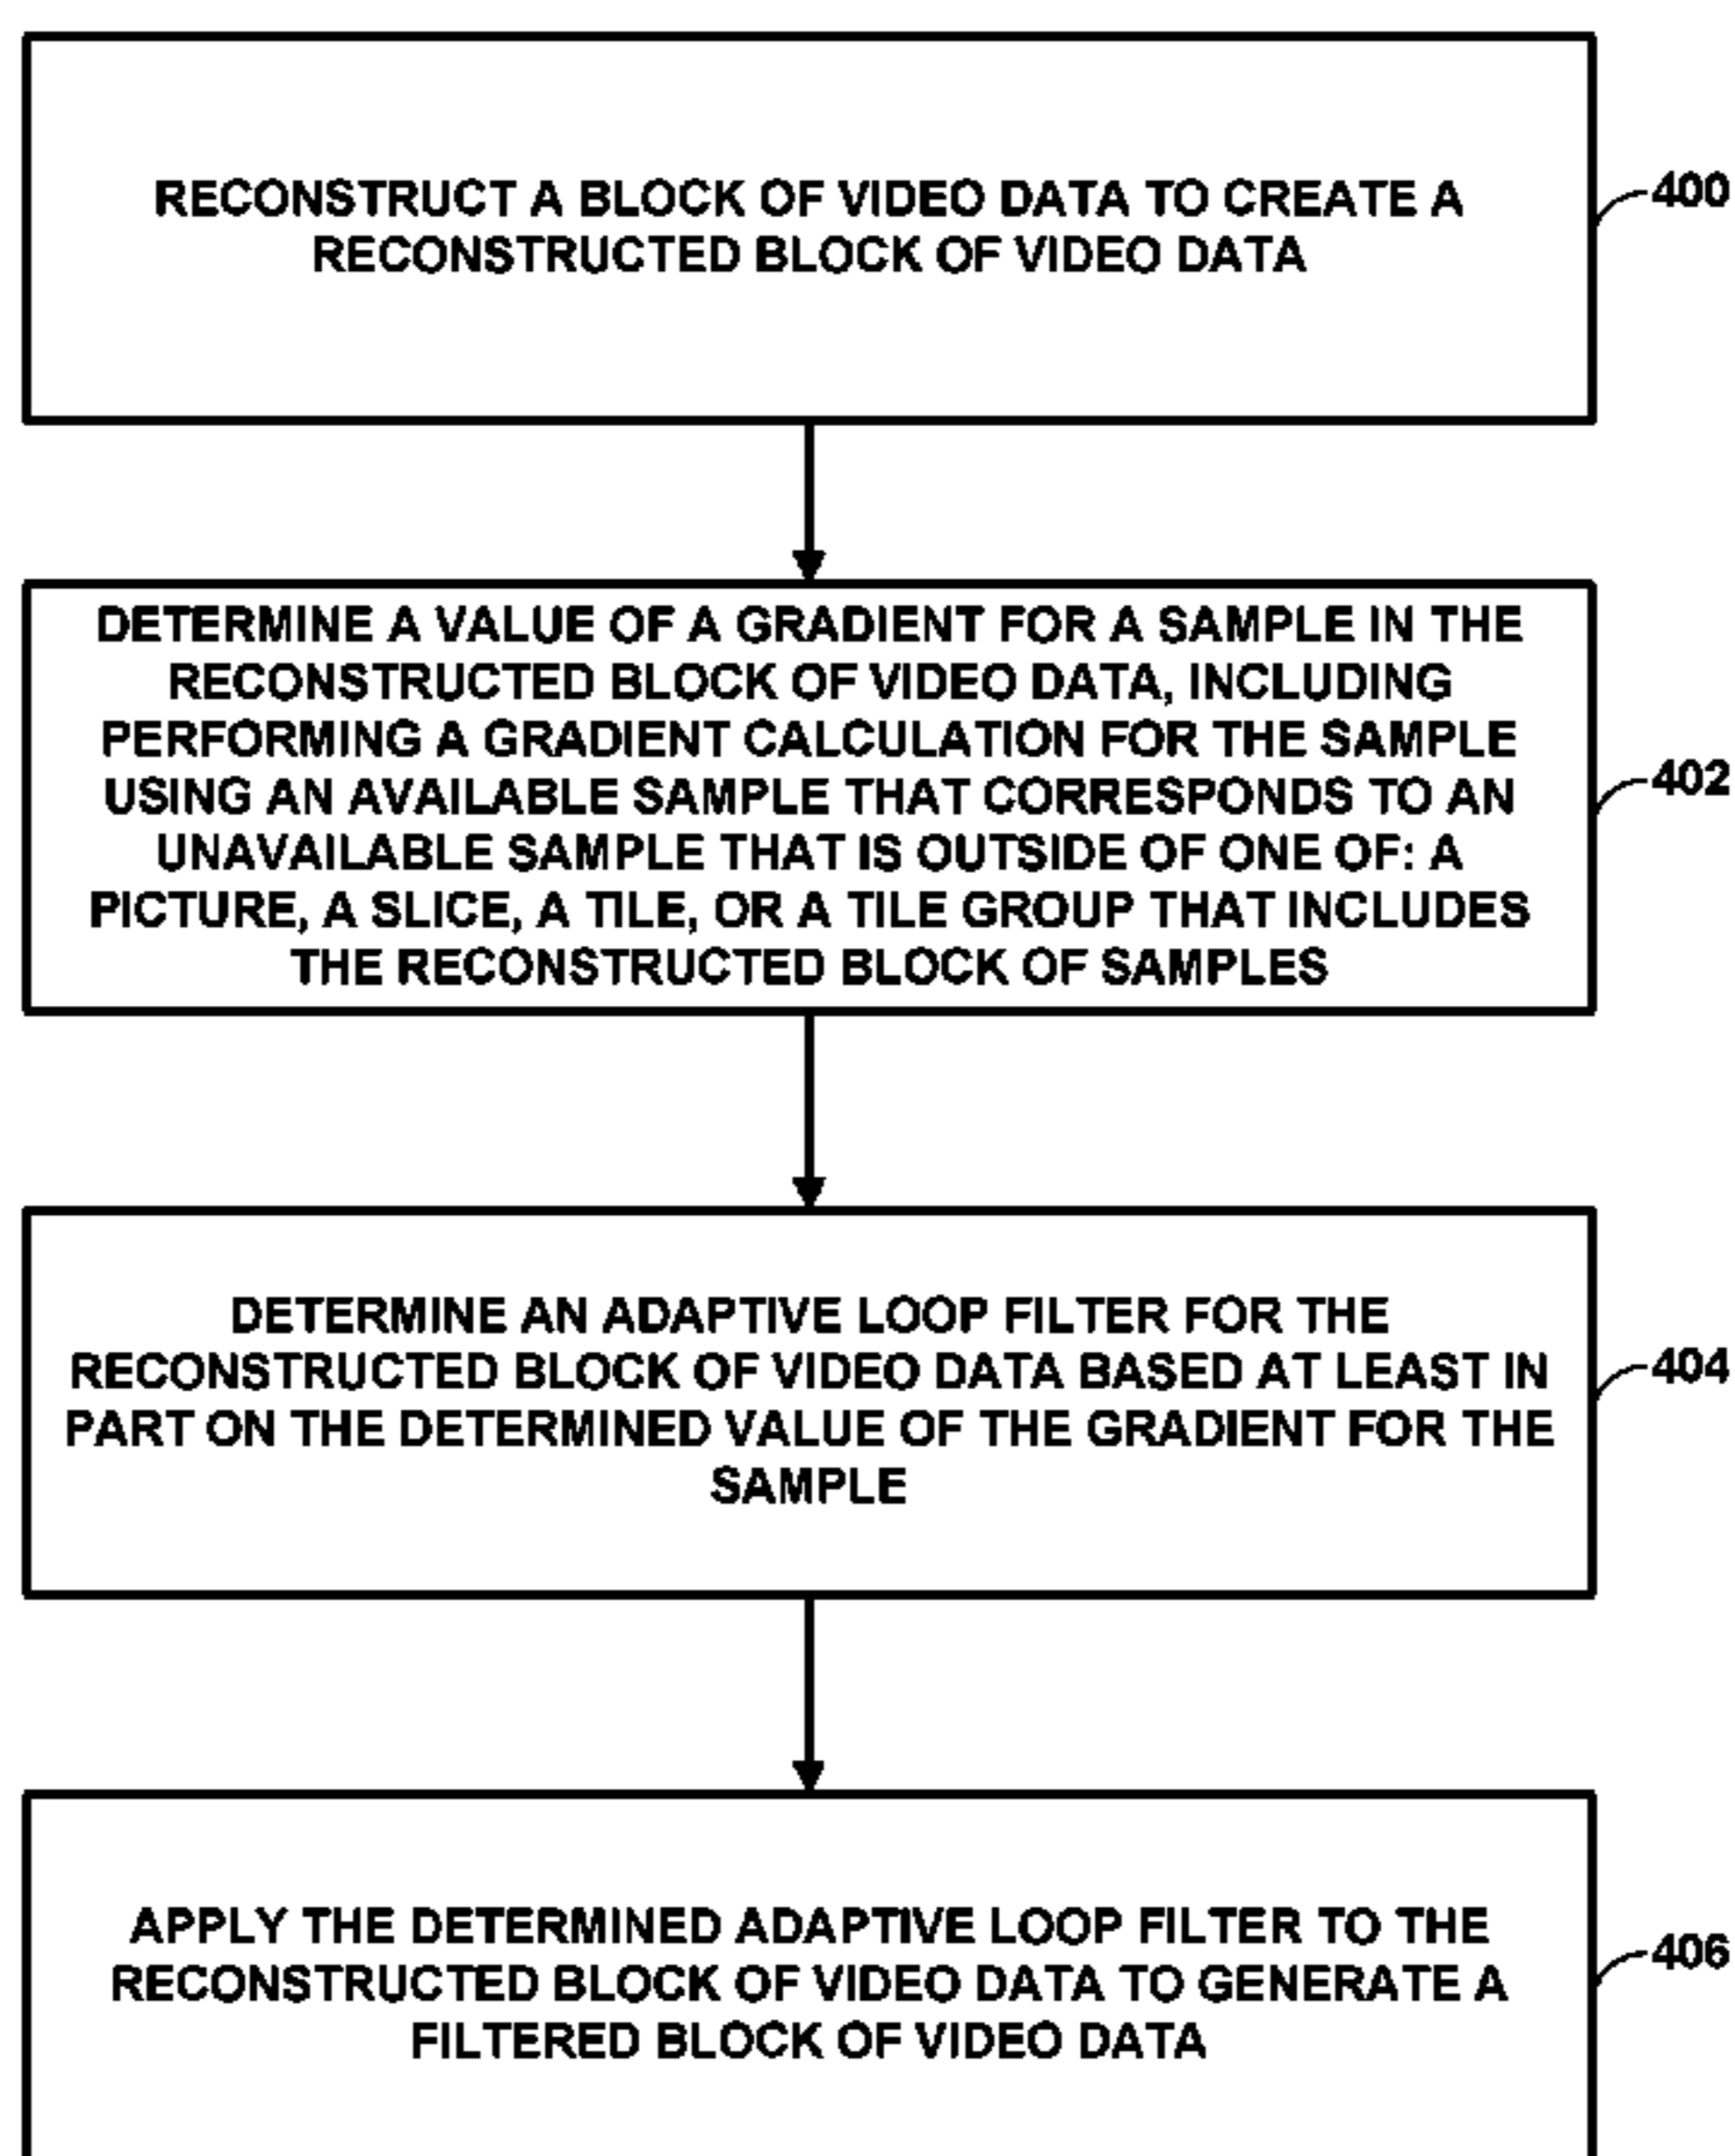 RECONSTRUCT A BLOCK OF VIDEO DATA TO CREATE A
RECONSTRUCTED BLOCK OF VIDEO DATA
400
DETERMINE A VALUE OF A GRADIENT FOR A SAMPLE IN THE
RECONSTRUCTED BLOCK OF VIDEO DATA, INCLUDING
PERFORMING A GRADIENT CALCULATION FOR THE SAMPLE
USING AN AVAILABLE SAMPLE THAT CORRESPONDS TO AN
UNAVAILABLE SAMPLE THAT IS OUTSIDE OF ONE OF: A
PICTURE, A SLICE, A TILE, OR A TILE GROUP THAT INCLUDES
THE RECONSTRUCTED BLOCK OF SAMPLES
402
DETERMINE AN ADAPTIVE LOOP FILTER FOR THE
RECONSTRUCTED BLOCK OF VIDEO DATA BASED AT LEAST IN
PART ON THE DETERMINED VALUE OF THE GRADIENT FOR THE
SAMPLE
404
APPLY THE DETERMINED ADAPTIVE LOOP FILTER TO THE
RECONSTRUCTED BLOCK OF VIDEO DATA TO GENERATE A
FILTERED BLOCK OF VIDEO DATA
406